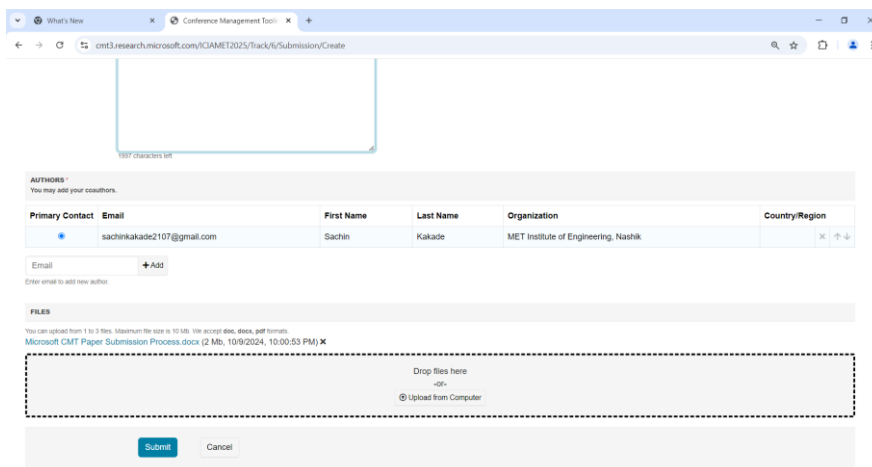 What's New
Conference Management Toolk
cmt3.research.microsoft.com/ICIAMET2025/Track/6/Submission/Create
1997 characters left
AUTHORS *
You may add your coauthors.
Primary Contact Email First Name Last Name Organization Country/Region
sachinkakade2107@gmail.com Sachin Kakade MET Institute of Engineering, Nashik
Email + Add
Enter email to add new author.
FILES
You can upload from 1 to 3 files. Maximum file size is 10 Mb. We accept doc, docx, pdf formats.
Microsoft CMT Paper Submission Process.docx (2 Mb, 10/9/2024, 10:00:53 PM)
Drop files here
-or-
Upload from Computer
Submit Cancel